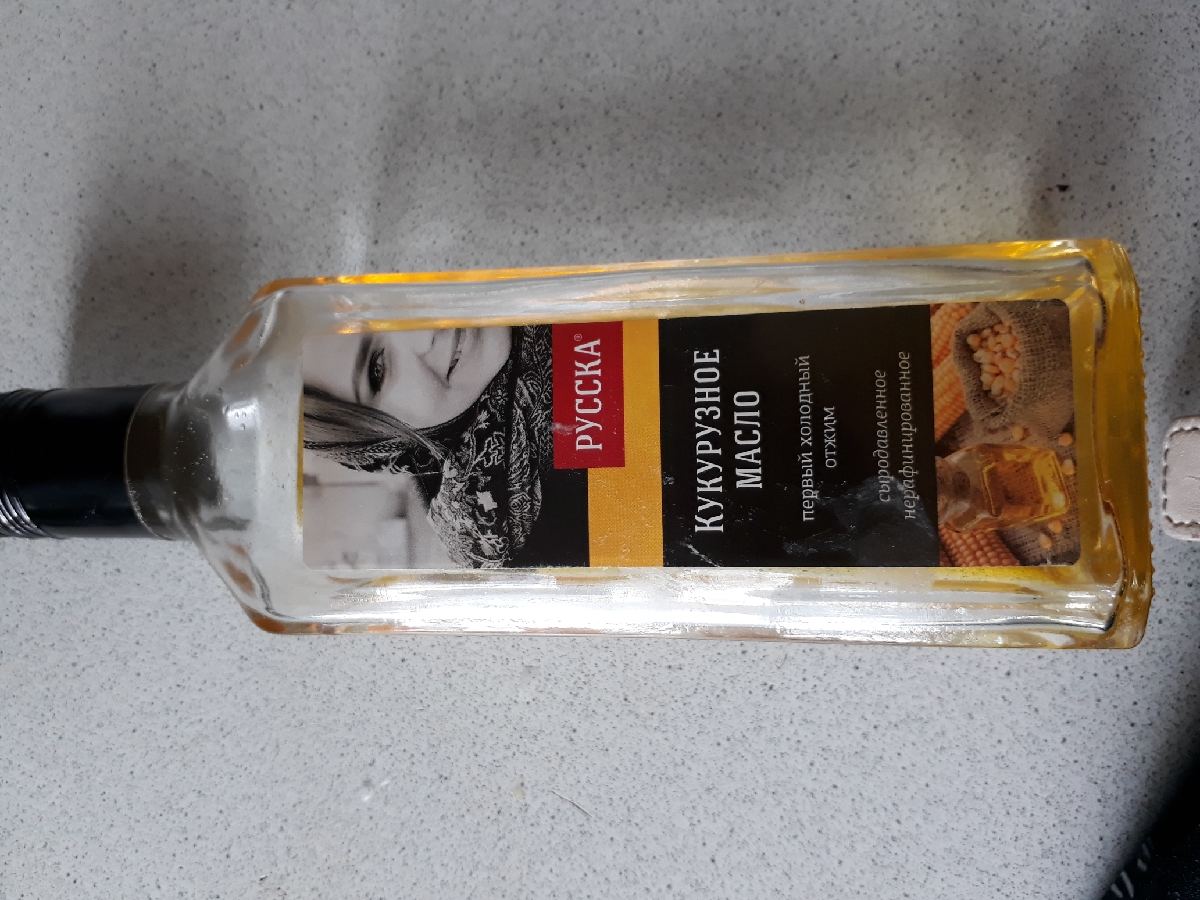 РУССКА®
КУКУРУЗНОЕ
МАСЛО
первый холодный
отжим
сыродавленное
нерафинированное